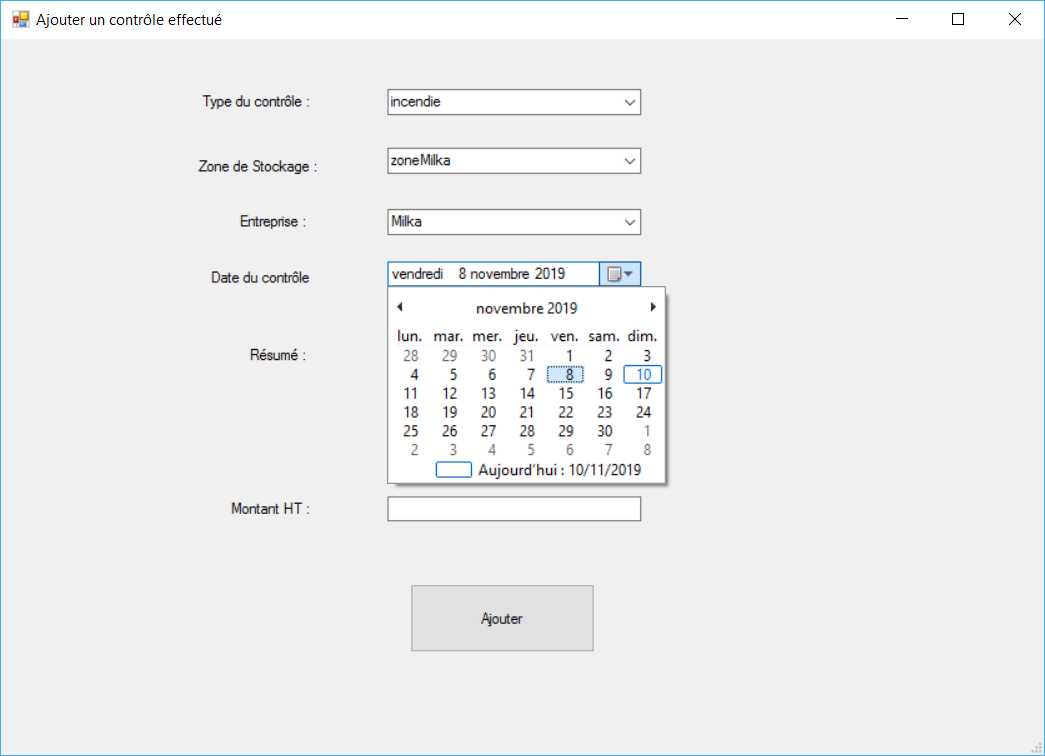 Ajouter un contrôle effectué
Type du contrôle : incendie
Zone de Stockage : zoneMilka
Entreprise : Milka
Date du contrôle vendredi 8 novembre 2019
novembre 2019
lun. mar. mer. jeu. ven. sam. dim.
28 29 30 31 1 2 3
4 5 6 7 8 9 10
11 12 13 14 15 16 17
18 19 20 21 22 23 24
25 26 27 28 29 30 1
2 3 4 5 6 7 8
Aujourd'hui : 10/11/2019
Résumé :
Montant HT :
Ajouter